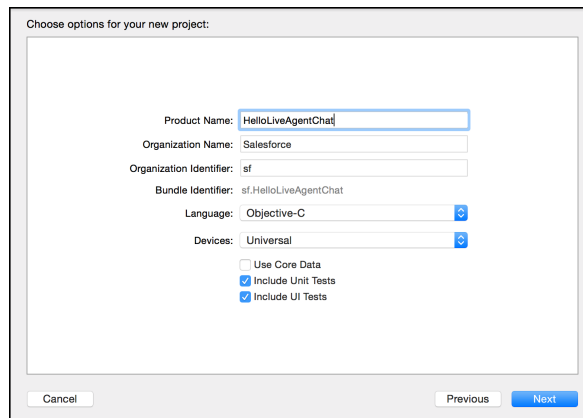 Choose options for your new project:
Product Name: HelloLiveAgentChat
Organization Name: Salesforce
Organization Identifier: sf
Bundle Identifier: sf.HelloLiveAgentChat
Language: Objective-C
Devices: Universal
Use Core Data
Include Unit Tests
Include UI Tests
Cancel Previous Next